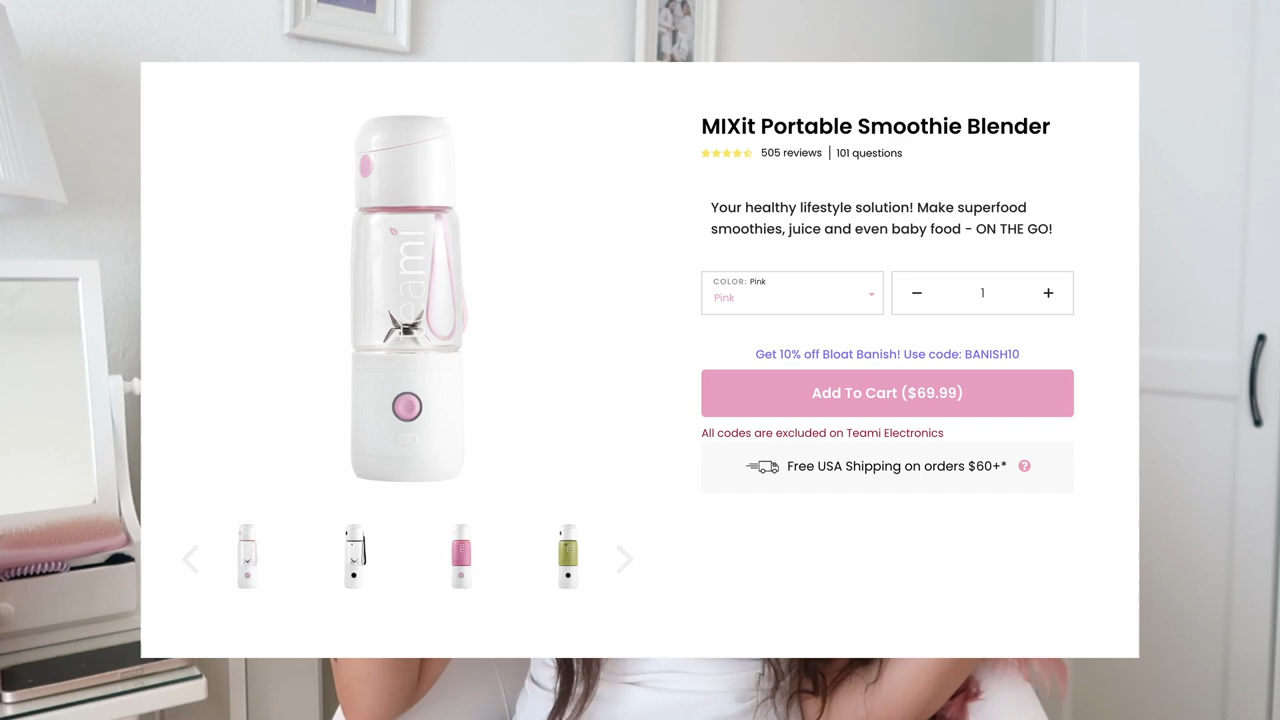 MIXit Portable Smoothie Blender
505 reviews | 101 questions
Your healthy lifestyle solution! Make superfood
smoothies, juice and even baby food - ON THE GO!
COLOR: Pink
Pink
1
Get 10% off Bloat Banish! Use code: BANISH10
Add To Cart ($69.99)
All codes are excluded on Teami Electronics
Free USA Shipping on orders $60+* ?
teami